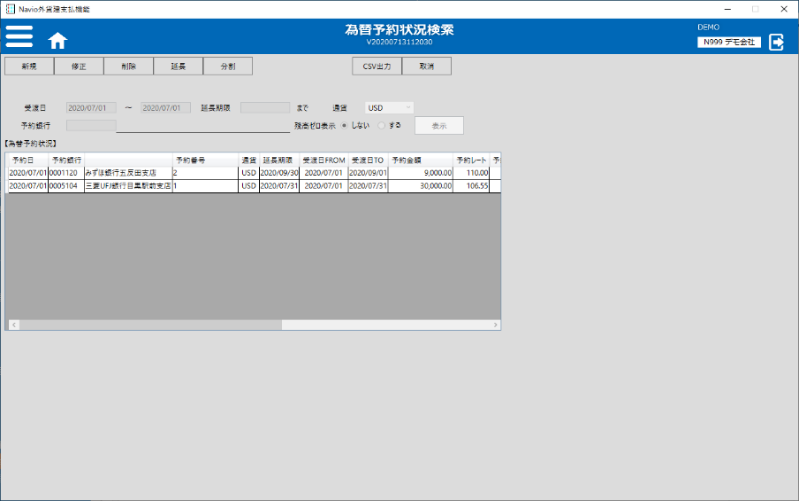 Navio外貨建支払機能
為替予約状況検索
V20200713112030
DEMO
N999 デモ会社
新規 修正 削除 延長 分割 CSV出力 取消
受渡日 2020/07/01 ～ 2020/07/01 延長期限 まで 通貨 USD
予約銀行 残高ゼロ表示 しない する 表示
【為替予約状況】
予約日 予約銀行 予約番号 通貨 延長期限 受渡日FROM 受渡日TO 予約金額 予約レート 予
2020/07/01 0001120 みずほ銀行五反田支店 2 USD 2020/09/30 2020/07/01 2020/09/01 9,000.00 110.00
2020/07/01 0005104 三菱UFJ銀行目黒駅前支店 1 USD 2020/07/31 2020/07/01 2020/07/31 30,000.00 106.55